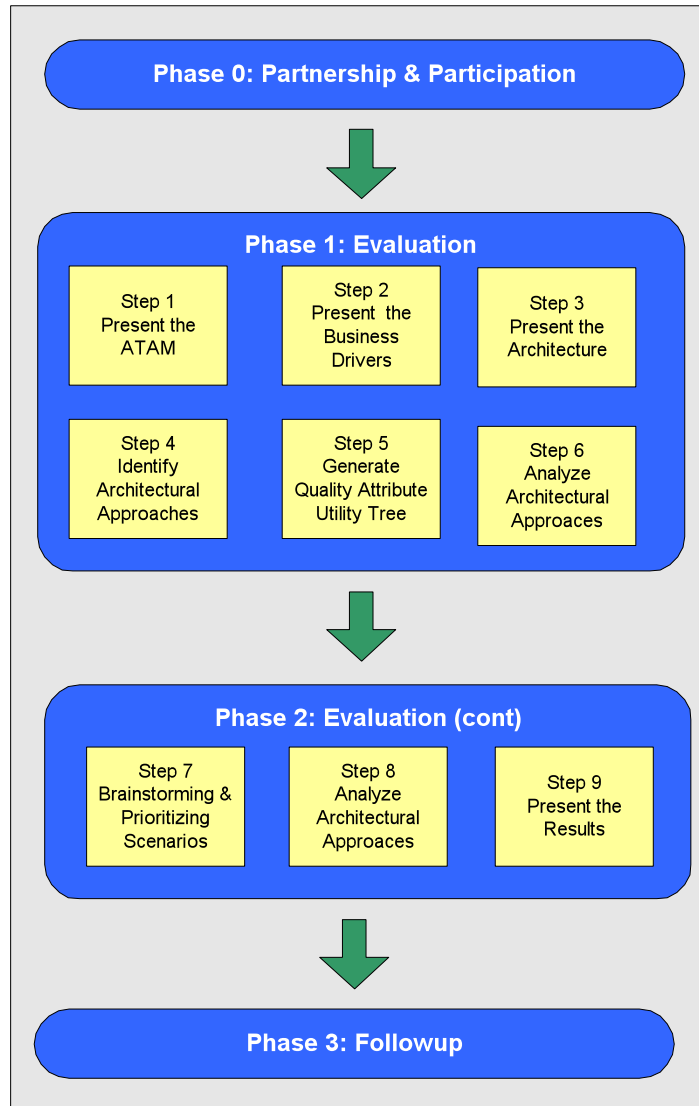 Phase 0: Partnership & Participation
Phase 1: Evaluation
Step 1
Present the
ATAM
Step 2
Present the
Business
Drivers
Step 3
Present the
Architecture
Step 4
Identify
Architectural
Approaches
Step 5
Generate
Quality Attribute
Utility Tree
Step 6
Analyze
Architectural
Approaces
Phase 2: Evaluation (cont)
Step 7
Brainstorming &
Prioritizing
Scenarios
Step 8
Analyze
Architectural
Approaces
Step 9
Present the
Results
Phase 3: Followup